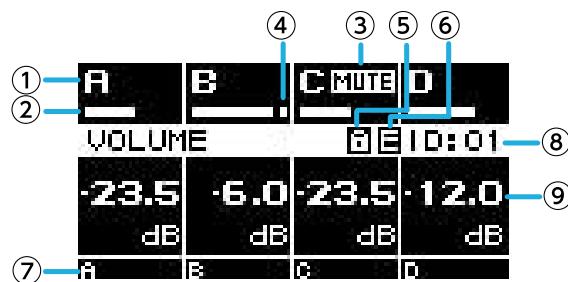 ④ ③ ⑤ ⑥
① A B C MUTE D
②
VOLUME ID:01 ⑧
-23.5 -6.0 -23.5 -12.0 ⑨
dB dB dB dB
⑦ A B C D